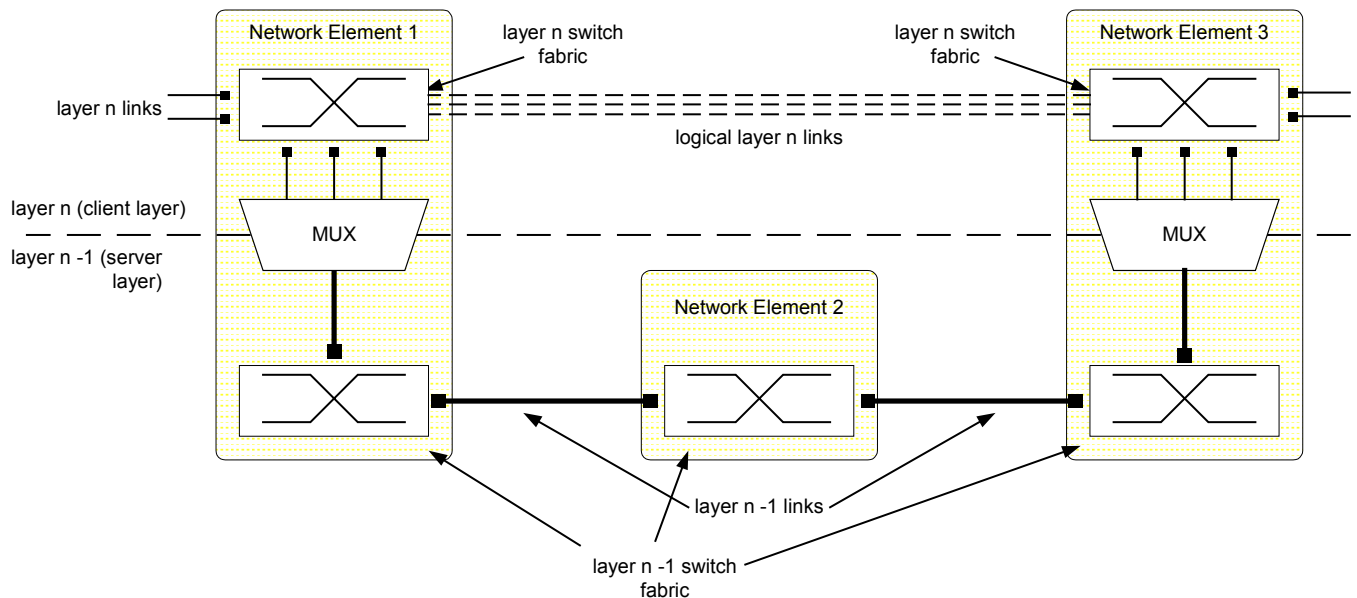 Network Element 1
layer n switch
fabric
layer n switch
fabric
Network Element 3
layer n links
logical layer n links
layer n (client layer)
MUX
MUX
layer n -1 (server
layer)
Network Element 2
layer n -1 links
layer n -1 switch
fabric